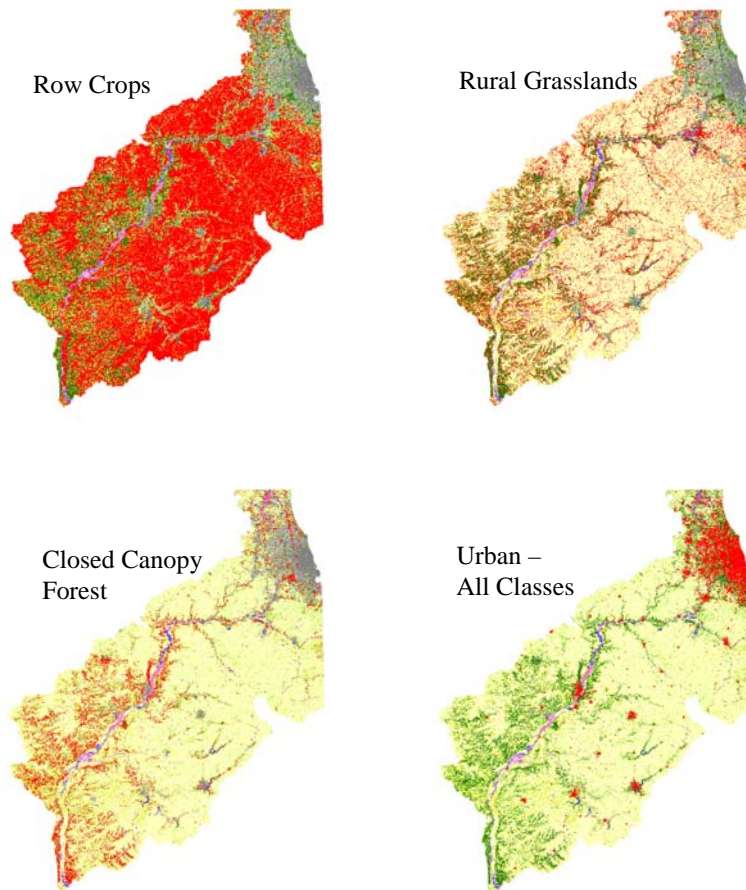 Row Crops
Rural Grasslands
Closed Canopy
Forest
Urban –
All Classes